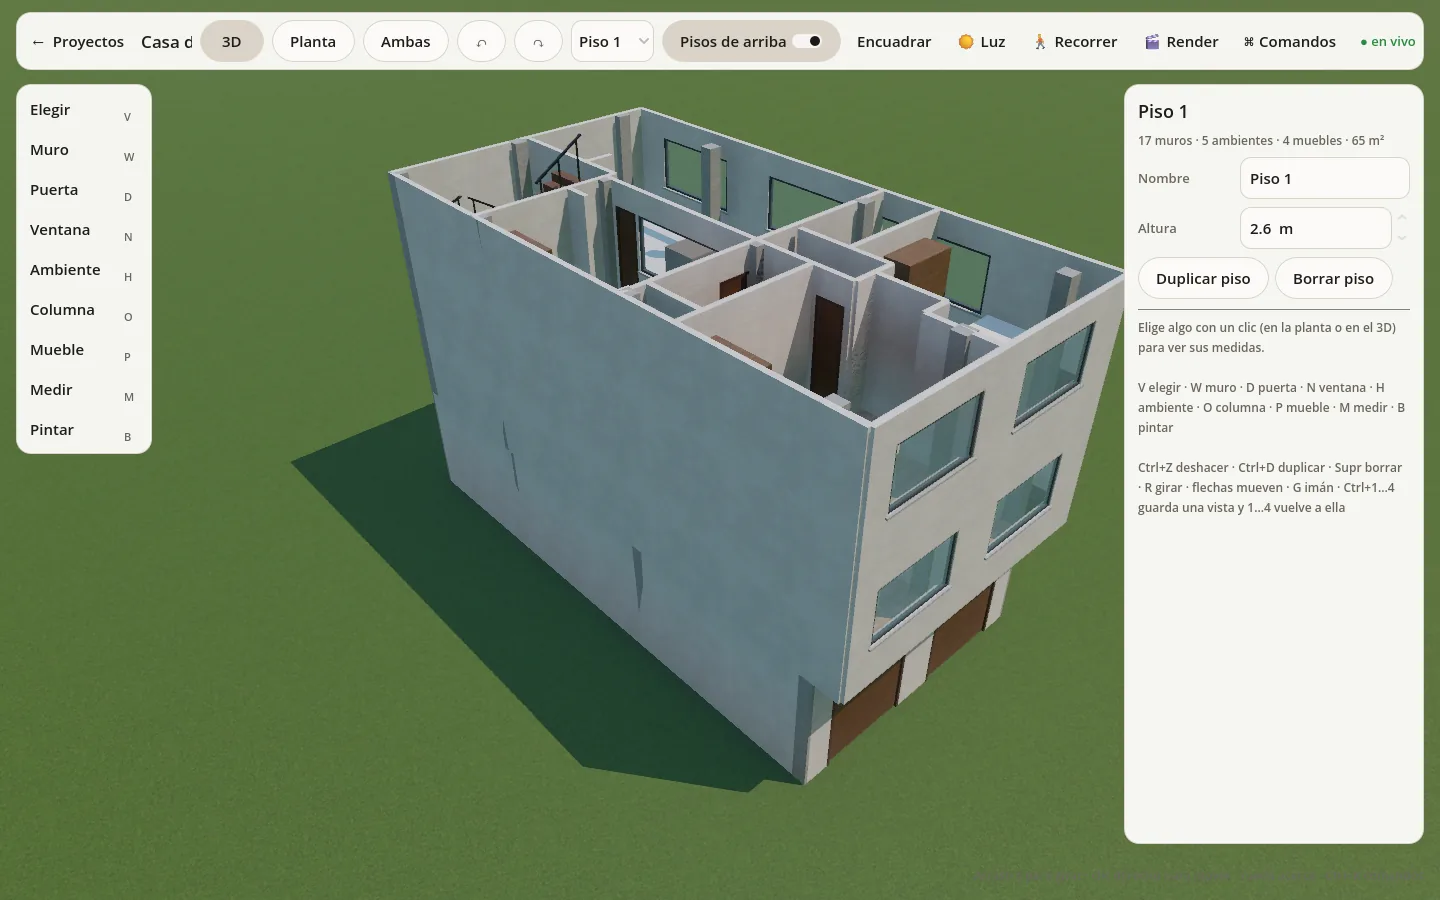 ← Proyectos
Casa d
3D
Planta
Ambas
Piso 1
Pisos de arriba
Encuadrar
Luz
Recorrer
Render
⌘ Comandos
● en vivo
Elegir V
Muro W
Puerta D
Ventana N
Ambiente H
Columna O
Mueble P
Medir M
Pintar B
Piso 1
17 muros · 5 ambientes · 4 muebles · 65 m²
Nombre Piso 1
Altura 2.6 m
Duplicar piso
Borrar piso
Elige algo con un clic (en la planta o en el 3D)
para ver sus medidas.
V elegir · W muro · D puerta · N ventana · H
ambiente · O columna · P mueble · M medir · B
pintar
Ctrl+Z deshacer · Ctrl+D duplicar · Supr borrar
· R girar · flechas mueven · G imán · Ctrl+1…4
guarda una vista y 1…4 vuelve a ella